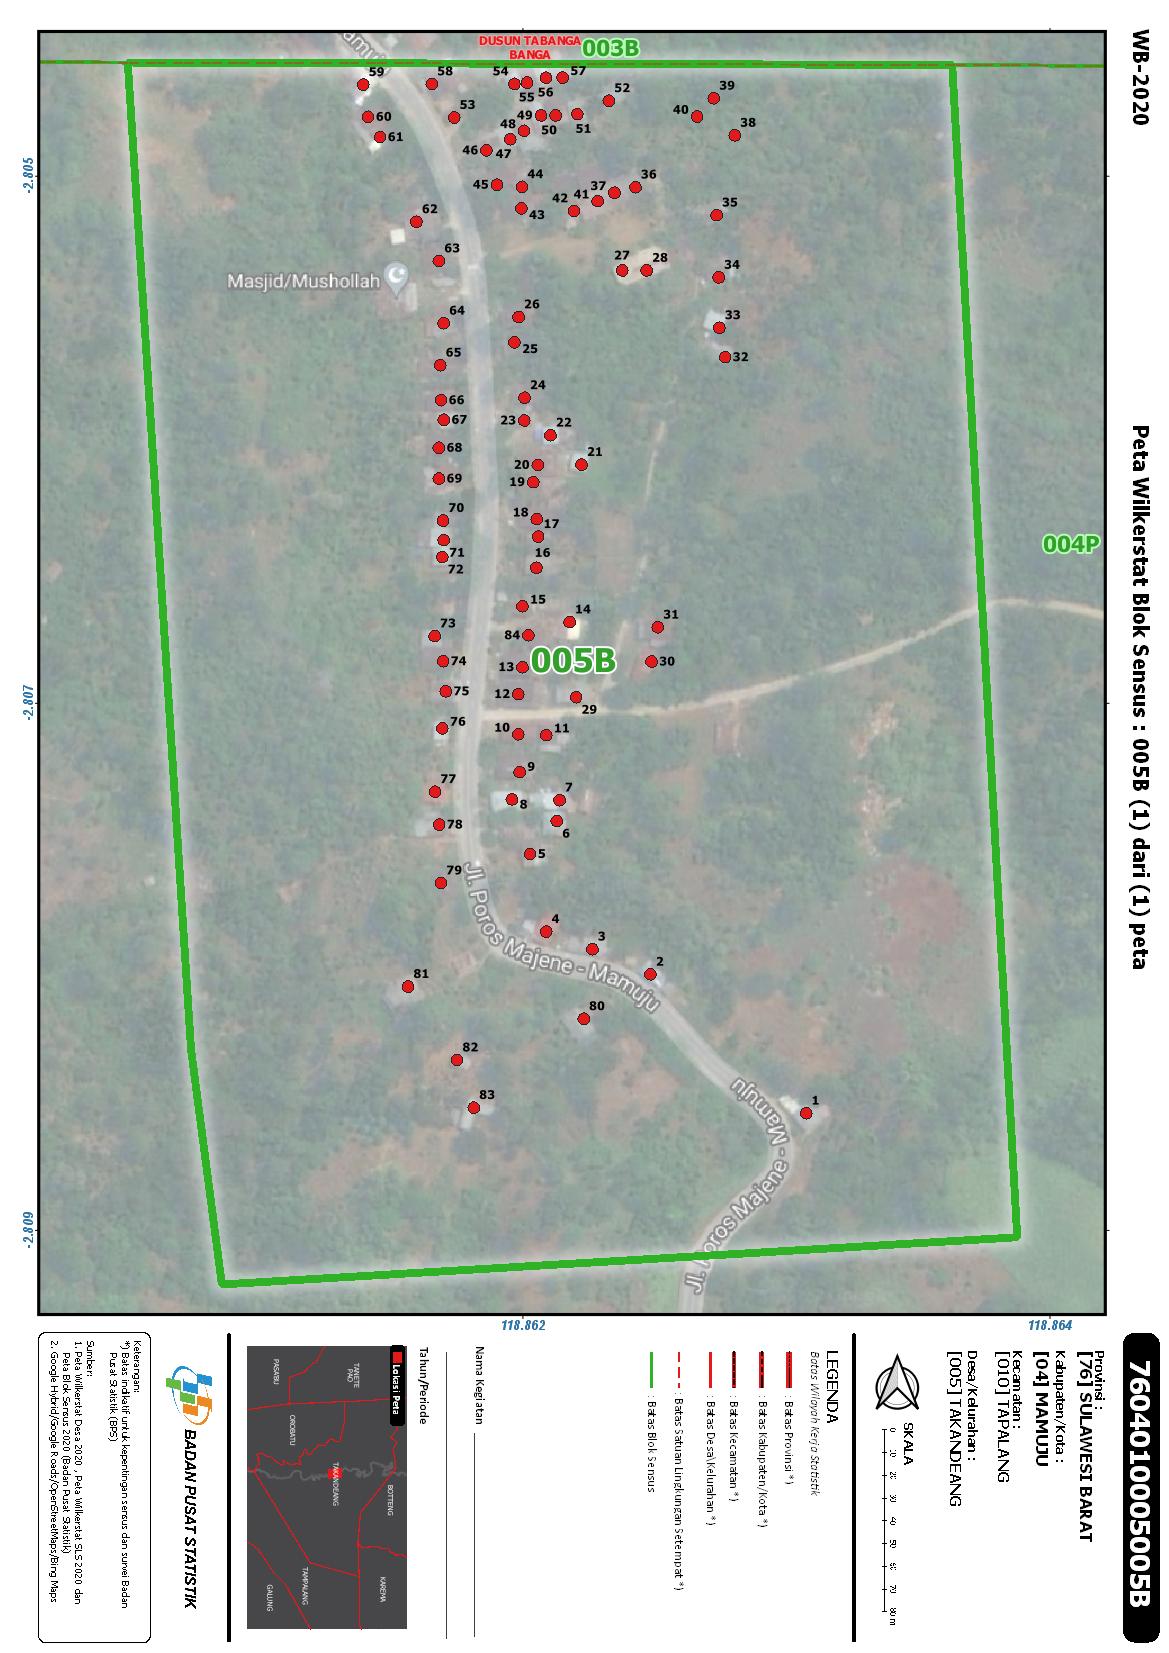 WB-2020
Peta Wilkerstat Blok Sensus : 005B (1) dari (1) peta
7604010005005B
Provinsi :
[76] SULAWESI BARAT
Kabupaten/Kota :
[04] MAMUJU
Kecamatan :
[010] TAPALANG
Desa/Kelurahan :
[005] TAKANDEANG
SKALA
0 10 20 30 40 50 60 70 80 m
LEGENDA
Batas Wilayah Kerja Statistik
: Batas Provinsi *)
: Batas Kabupaten/Kota *)
: Batas Kecamatan *)
: Batas Desa\Kelurahan *)
: Batas Satuan Lingkungan Setempat *)
: Batas Blok Sensus
Nama Kegiatan
Tahun/Periode
Lokasi Peta
BOTTENG
KAREMA
TANETE
PAO
TAKANDEANG
TAMPALANG
OROBATU
PASA'BU
GALUNG
BADAN PUSAT STATISTIK
Keterangan:
*) Batas indikatif untuk kepentingan sensus dan survei Badan
Pusat Statistik (BPS)
Sumber:
1. Peta Wilkerstat Desa 2020 , Peta Wilkerstat SLS 2020 dan
Peta Blok Sensus 2020 (Badan Pusat Statistik)
2. Google Hybrid/Google Roads/OpenStreetMaps/Bing Maps
004P
118.864
118.862
-2.805
-2.807
-2.809
003B
DUSUN TABANGA
BANGA
005B
Jl. Poros Majene - Mamuju
Jl. Poros Majene - Mamuju
Masjid/Mushollah
1
38
39
40
35
34
33
32
36
28
27
31
30
2
52
37
41
42
57
51
56
50
55
49
54
48
47
46
44
43
45
21
22
14
29
3
80
26
25
24
23
20
19
18
17
16
15
84
13
12
11
10
9
7
6
8
5
4
53
58
63
62
64
65
66
67
68
69
70
71
72
73
74
75
76
77
78
79
82
83
81
59
60
61